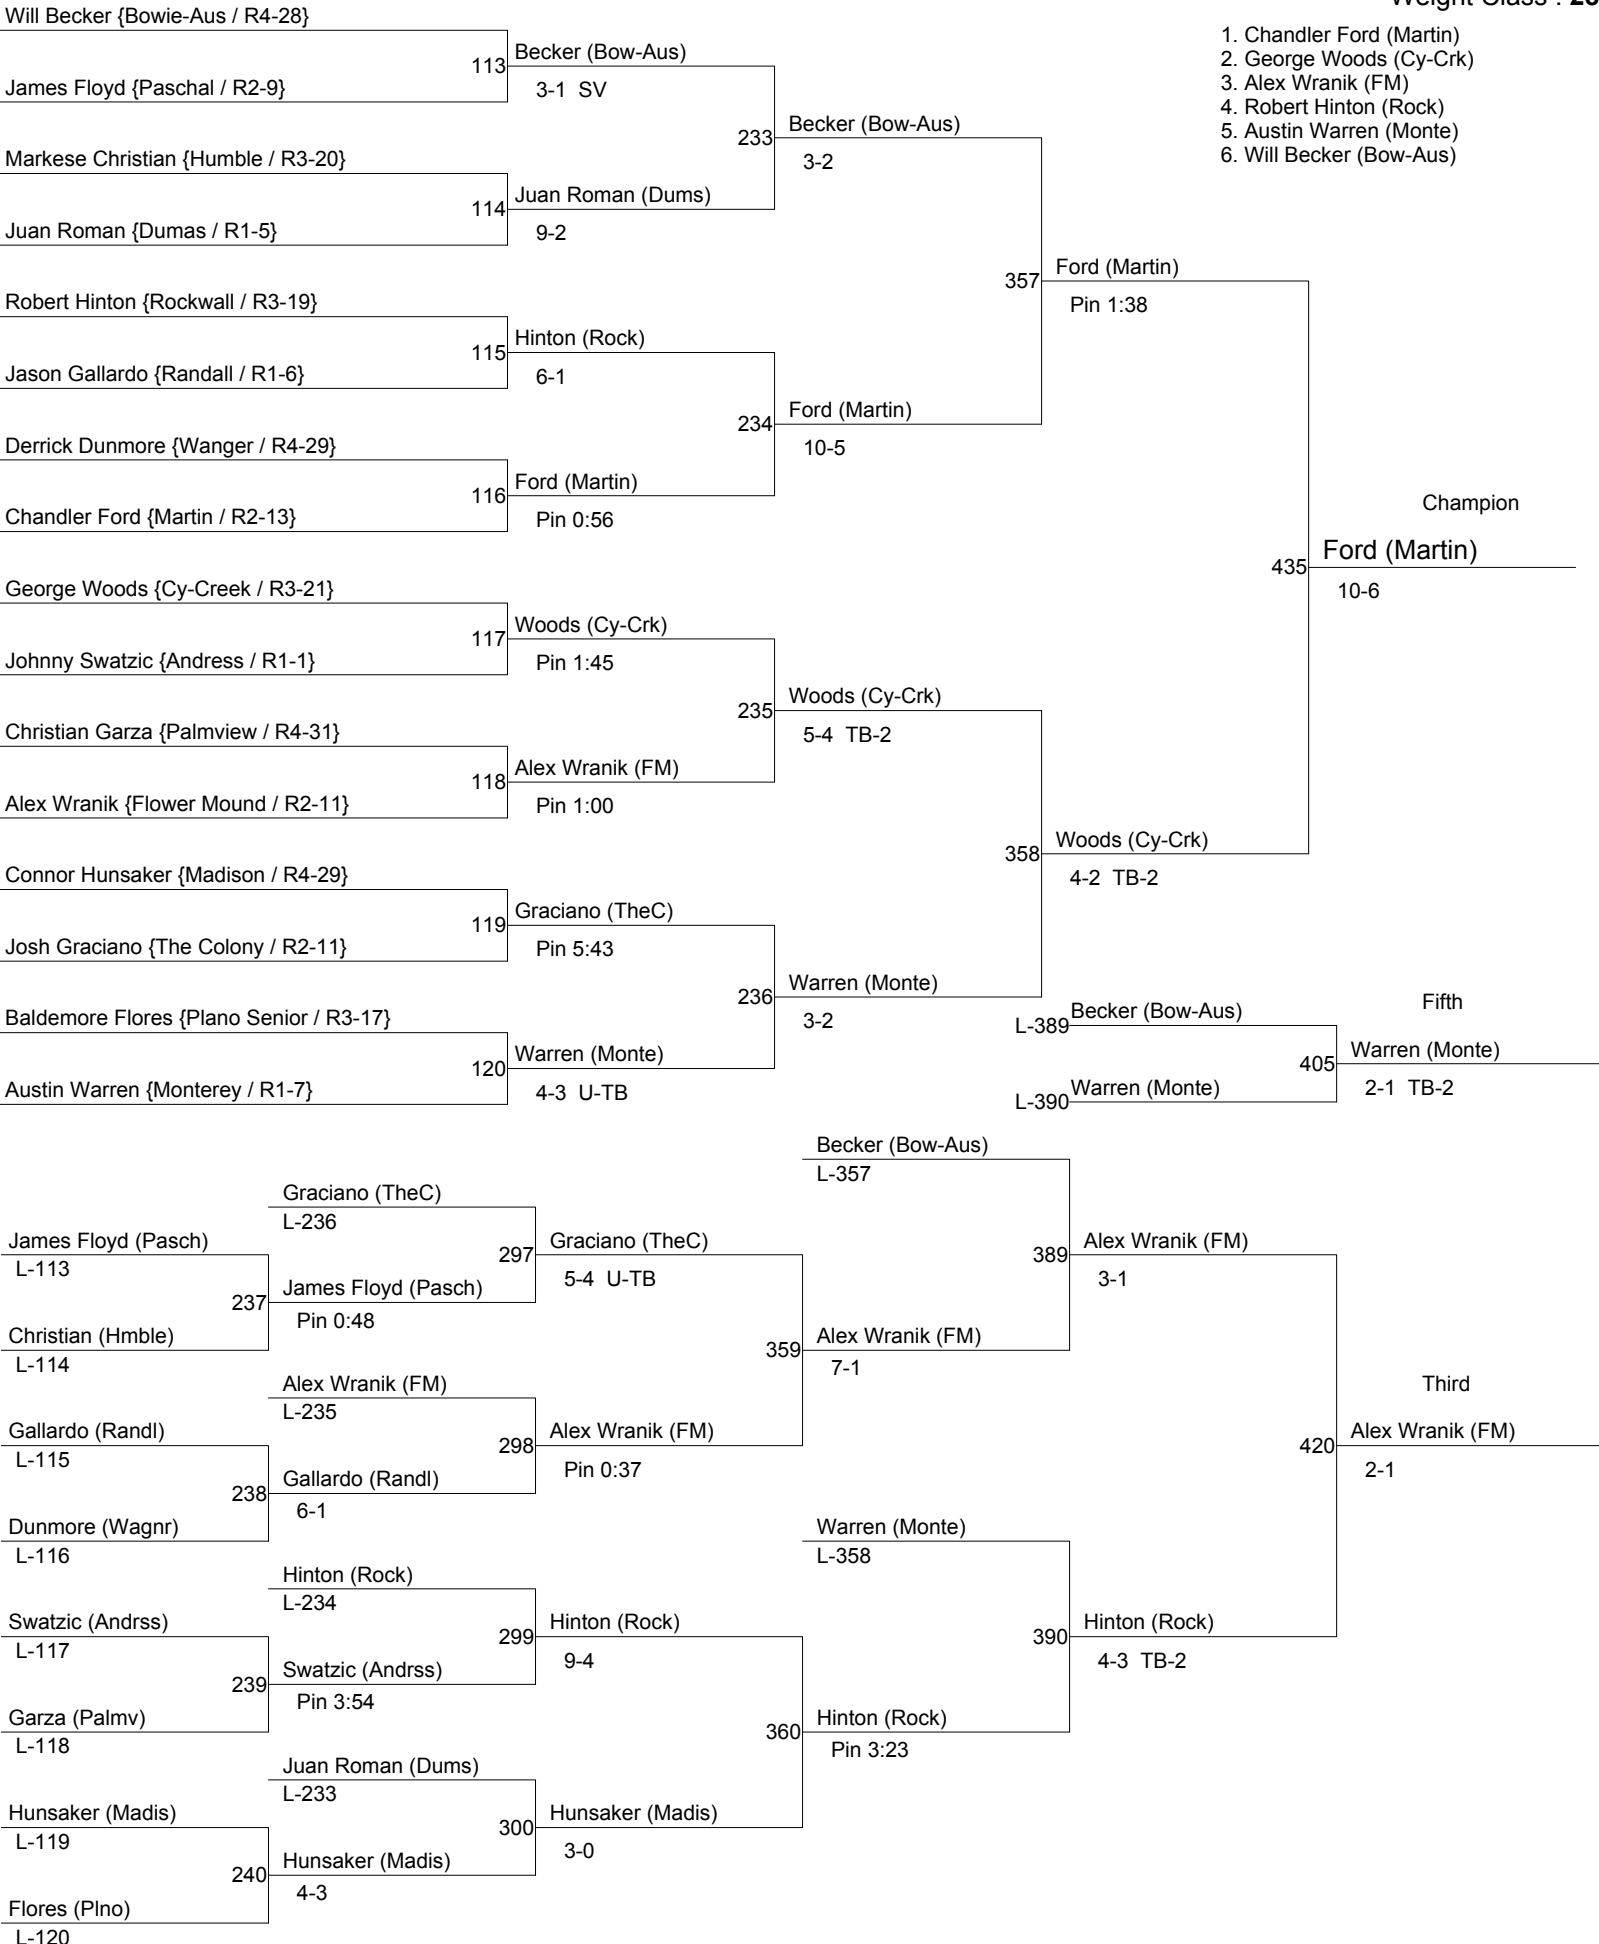 Weight Class :
1. Chandler Ford (Martin)
2. George Woods (Cy-Crk)
3. Alex Wranik (FM)
4. Robert Hinton (Rock)
5. Austin Warren (Monte)
6. Will Becker (Bow-Aus)
Will Becker {Bowie-Aus / R4-28}
113
Becker (Bow-Aus)
3-1 SV
James Floyd {Paschal / R2-9}
233
Becker (Bow-Aus)
3-2
Markese Christian {Humble / R3-20}
114
Juan Roman (Dums)
9-2
Juan Roman {Dumas / R1-5}
357
Ford (Martin)
Pin 1:38
Robert Hinton {Rockwall / R3-19}
115
Hinton (Rock)
6-1
Jason Gallardo {Randall / R1-6}
234
Ford (Martin)
10-5
Derrick Dunmore {Wanger / R4-29}
116
Ford (Martin)
Pin 0:56
Chandler Ford {Martin / R2-13}
Champion
435
Ford (Martin)
10-6
George Woods {Cy-Creek / R3-21}
117
Woods (Cy-Crk)
Pin 1:45
Johnny Swatzic {Andress / R1-1}
235
Woods (Cy-Crk)
5-4 TB-2
Christian Garza {Palmview / R4-31}
118
Alex Wranik (FM)
Pin 1:00
Alex Wranik {Flower Mound / R2-11}
358
Woods (Cy-Crk)
4-2 TB-2
Connor Hunsaker {Madison / R4-29}
119
Graciano (TheC)
Pin 5:43
Josh Graciano {The Colony / R2-11}
236
Warren (Monte)
3-2
Baldemore Flores {Plano Senior / R3-17}
120
Warren (Monte)
4-3 U-TB
Austin Warren {Monterey / R1-7}
Fifth
L-389
Becker (Bow-Aus)
405
Warren (Monte)
2-1 TB-2
L-390
Warren (Monte)
Becker (Bow-Aus)
L-357
Graciano (TheC)
L-236
James Floyd (Pasch)
L-113
297
Graciano (TheC)
5-4 U-TB
389
Alex Wranik (FM)
3-1
237
James Floyd (Pasch)
Pin 0:48
Christian (Hmble)
L-114
359
Alex Wranik (FM)
7-1
Alex Wranik (FM)
L-235
Third
Gallardo (Randl)
L-115
298
Alex Wranik (FM)
Pin 0:37
420
Alex Wranik (FM)
2-1
238
Gallardo (Randl)
6-1
Dunmore (Wagnr)
L-116
Warren (Monte)
L-358
Hinton (Rock)
L-234
Swatzic (Andrss)
L-117
299
Hinton (Rock)
9-4
390
Hinton (Rock)
4-3 TB-2
239
Swatzic (Andrss)
Pin 3:54
Garza (Palmv)
L-118
360
Hinton (Rock)
Pin 3:23
Juan Roman (Dums)
L-233
Hunsaker (Madis)
L-119
300
Hunsaker (Madis)
3-0
240
Hunsaker (Madis)
4-3
Flores (Plno)
L-120